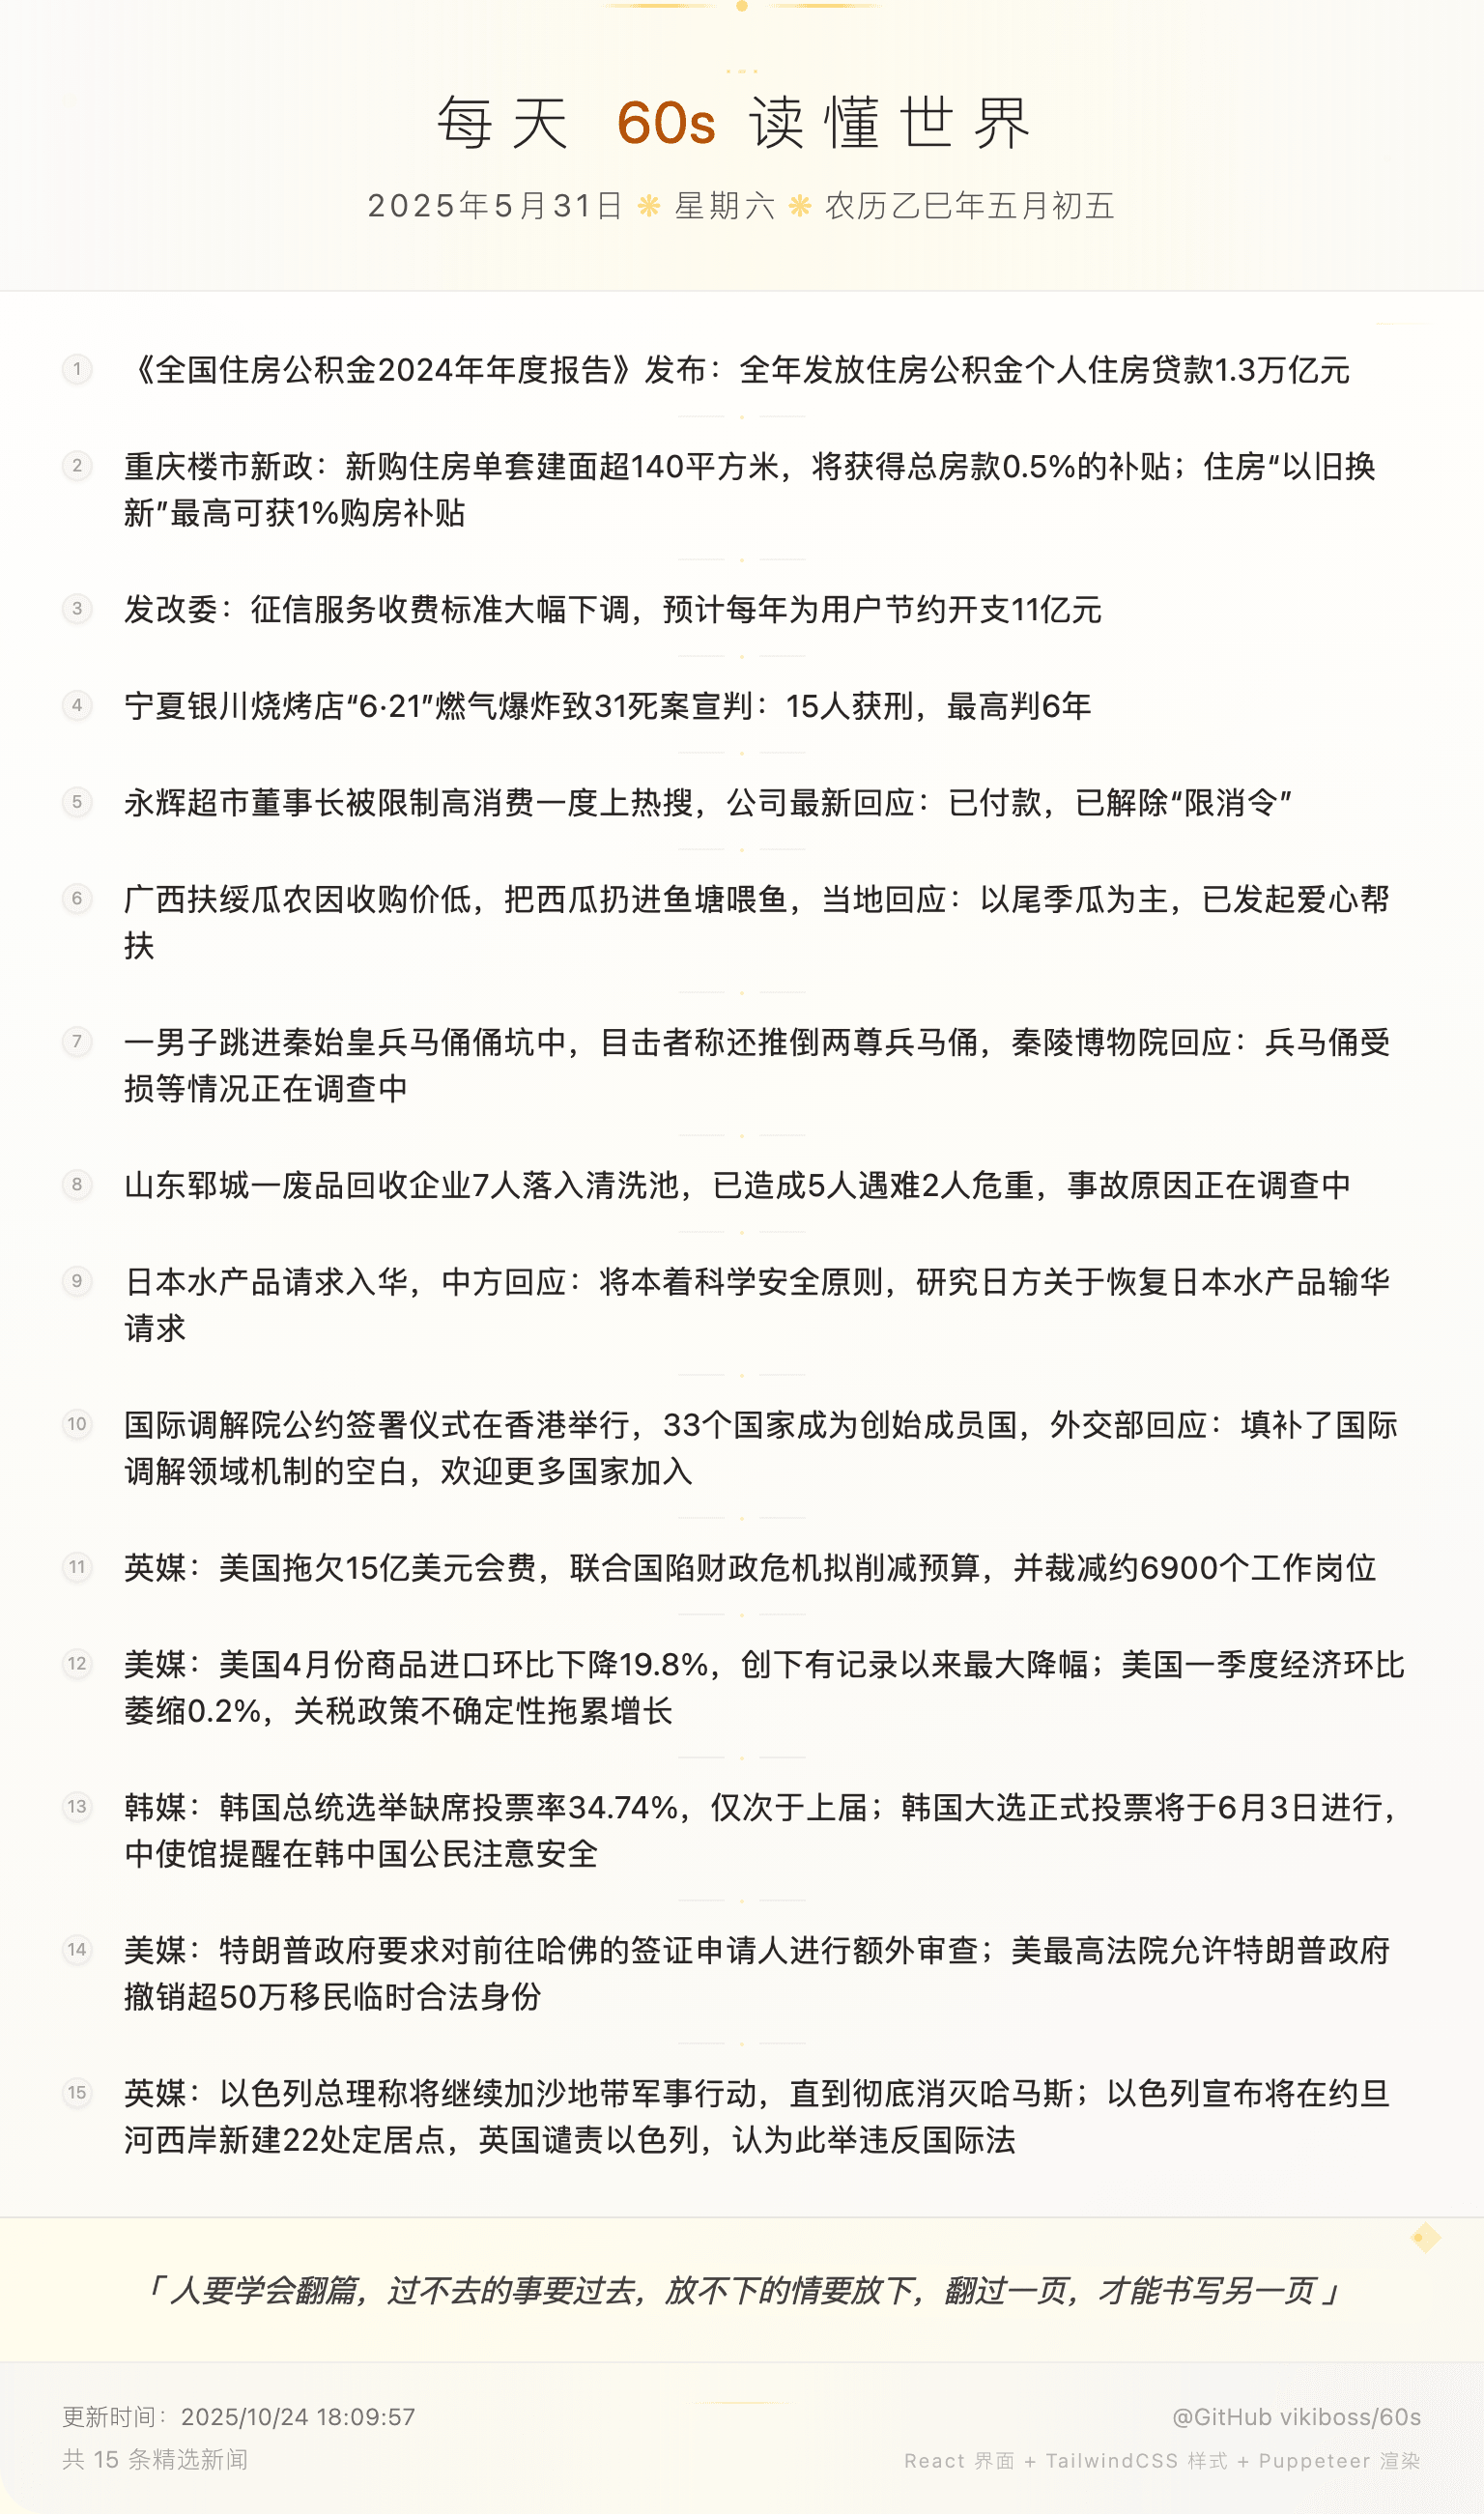 每天 60s 读懂世界
2025年5月31日 ❋ 星期六 ❋ 农历乙巳年五月初五
1 《全国住房公积金2024年年度报告》发布：全年发放住房公积金个人住房贷款1.3万亿元
2 重庆楼市新政：新购住房单套建面超140平方米，将获得总房款0.5%的补贴；住房“以旧换
新”最高可获1%购房补贴
3 发改委：征信服务收费标准大幅下调，预计每年为用户节约开支11亿元
4 宁夏银川烧烤店“6·21”燃气爆炸致31死案宣判：15人获刑，最高判6年
5 永辉超市董事长被限制高消费一度上热搜，公司最新回应：已付款，已解除“限消令”
6 广西扶绥瓜农因收购价低，把西瓜扔进鱼塘喂鱼，当地回应：以尾季瓜为主，已发起爱心帮
扶
7 一男子跳进秦始皇兵马俑俑坑中，目击者称还推倒两尊兵马俑，秦陵博物院回应：兵马俑受
损等情况正在调查中
8 山东郓城一废品回收企业7人落入清洗池，已造成5人遇难2人危重，事故原因正在调查中
9 日本水产品请求入华，中方回应：将本着科学安全原则，研究日方关于恢复日本水产品输华
请求
10 国际调解院公约签署仪式在香港举行，33个国家成为创始成员国，外交部回应：填补了国际
调解领域机制的空白，欢迎更多国家加入
11 英媒：美国拖欠15亿美元会费，联合国陷财政危机拟削减预算，并裁减约6900个工作岗位
12 美媒：美国4月份商品进口环比下降19.8%，创下有记录以来最大降幅；美国一季度经济环比
萎缩0.2%，关税政策不确定性拖累增长
13 韩媒：韩国总统选举缺席投票率34.74%，仅次于上届；韩国大选正式投票将于6月3日进行，
中使馆提醒在韩中国公民注意安全
14 美媒：特朗普政府要求对前往哈佛的签证申请人进行额外审查；美最高法院允许特朗普政府
撤销超50万移民临时合法身份
15 英媒：以色列总理称将继续加沙地带军事行动，直到彻底消灭哈马斯；以色列宣布将在约旦
河西岸新建22处定居点，英国谴责以色列，认为此举违反国际法
「 人要学会翻篇，过不去的事要过去，放不下的情要放下，翻过一页，才能书写另一页 」
更新时间：2025/10/24 18:09:57
@GitHub vikiboss/60s
共 15 条精选新闻
React 界面 + TailwindCSS 样式 + Puppeteer 渲染